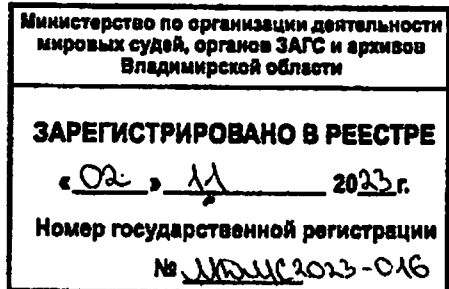 Министерство по организации деятельности
мировых судей, органов ЗАГС и архивов
Владимирской области
ЗАРЕГИСТРИРОВАНО В РЕЕСТРЕ
« 02 » 11 2023 г.
Номер государственной регистрации
№ 2023-016